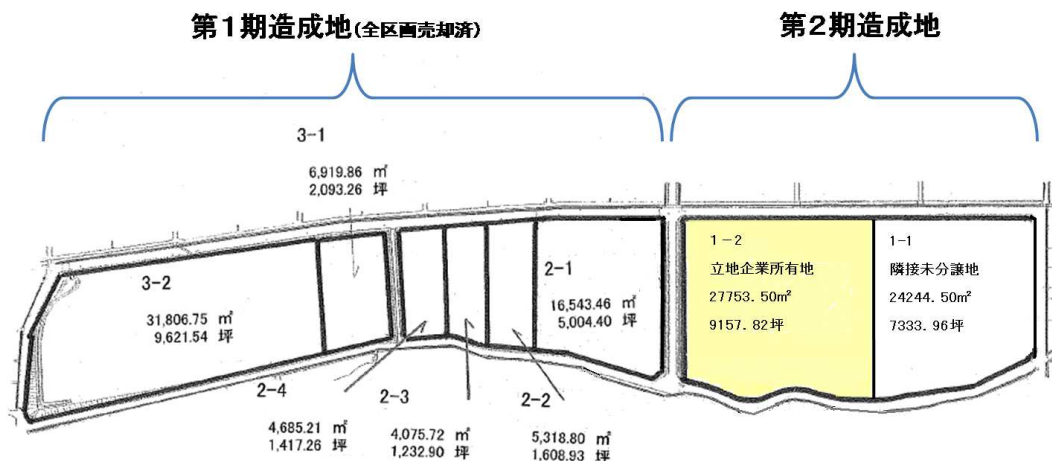 第1期造成地(全区画売却済)
第2期造成地
3-1
6,919.86 ㎡
2,093.26 坪
3-2
31,806.75 ㎡
9,621.54 坪
2-1
16,543.46 ㎡
5,004.40 坪
1-2
立地企業所有地
27753.50㎡
9157.82坪
1-1
隣接未分譲地
24244.50㎡
7333.96坪
2-4
4,685.21 ㎡
1,417.26 坪
2-3
4,075.72 ㎡
1,232.90 坪
2-2
5,318.80 ㎡
1,608.93 坪